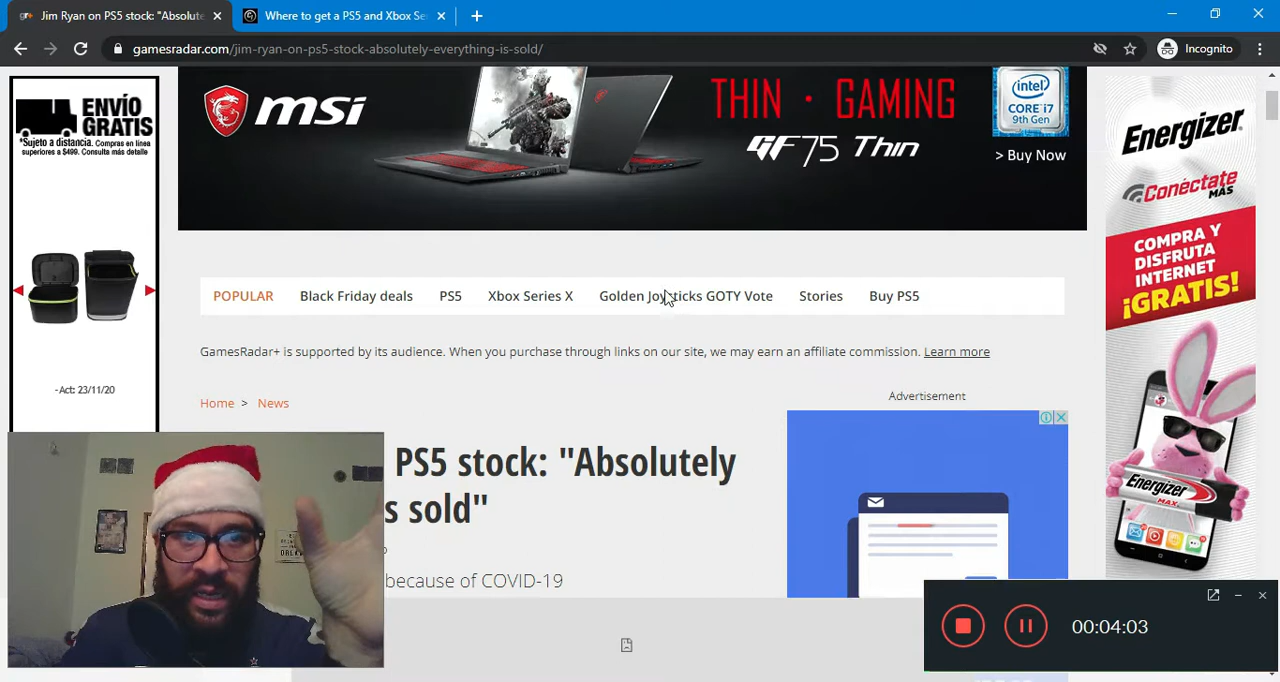 Jim Ryan on PS5 stock: "Absolute
Where to get a PS5 and Xbox Se
gamesradar.com/jim-ryan-on-ps5-stock-absolutely-everything-is-sold/
Incognito
ENVÍO
GRATIS
*Sujeto a distancia. Compras en línea
superiores a $499. Consulta más detalle
- Act: 23/11/20
msi
THIN · GAMING
GF75 Thin
intel
CORE i7
9th Gen
> Buy Now
Energizer
Conéctate
MÁS
COMPRA Y
DISFRUTA
INTERNET
¡GRATIS!
Energizer
MAX
POPULAR Black Friday deals PS5 Xbox Series X Golden Joysticks GOTY Vote Stories Buy PS5
GamesRadar+ is supported by its audience. When you purchase through links on our site, we may earn an affiliate commission. Learn more
Home > News
Advertisement
PS5 stock: "Absolutely
s sold"
because of COVID-19
00:04:03